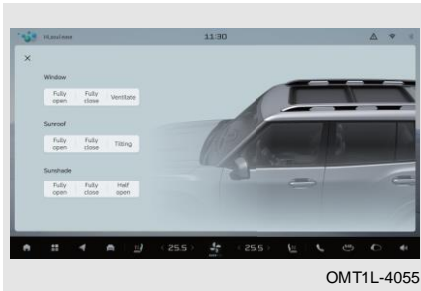 11:30
Window
Fully open
Fully close
Ventilate
Sunroof
Fully open
Fully close
Tilting
Sunshade
Fully open
Fully close
Half open
25.5
25.5
OMT1L-4055